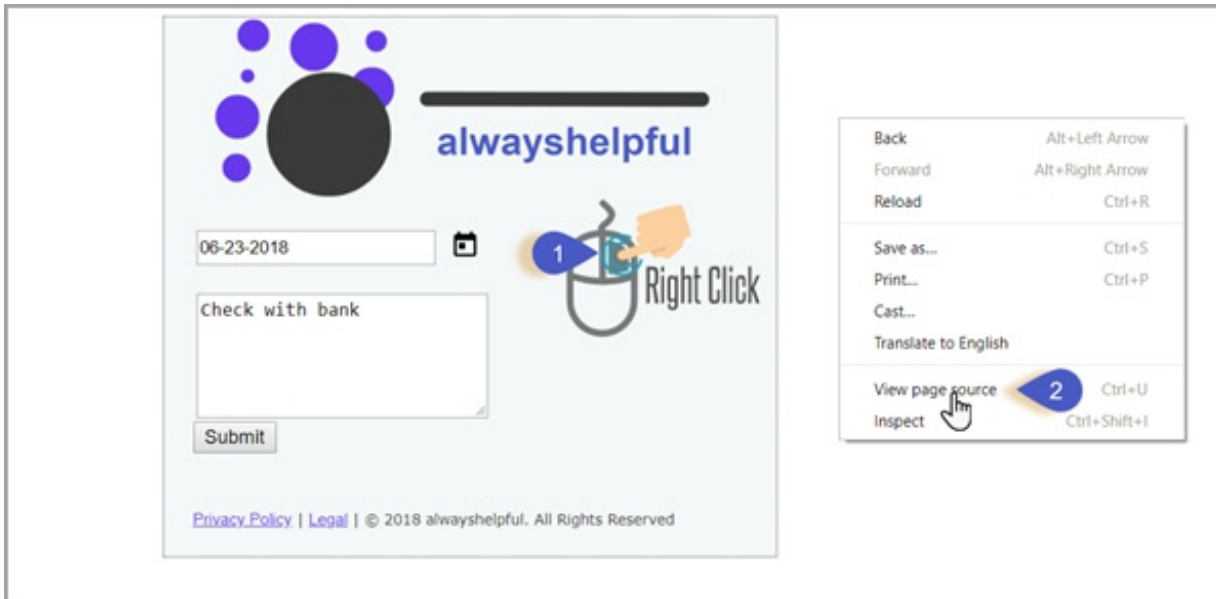 alwayshelpful
06-23-2018
1
Right Click
Check with bank
Submit
Privacy Policy | Legal | © 2018 alwayshelpful. All Rights Reserved
Back Alt+Left Arrow
Forward Alt+Right Arrow
Reload Ctrl+R
Save as... Ctrl+S
Print... Ctrl+P
Cast...
Translate to English
View page source 2 Ctrl+U
Inspect Ctrl+Shift+I